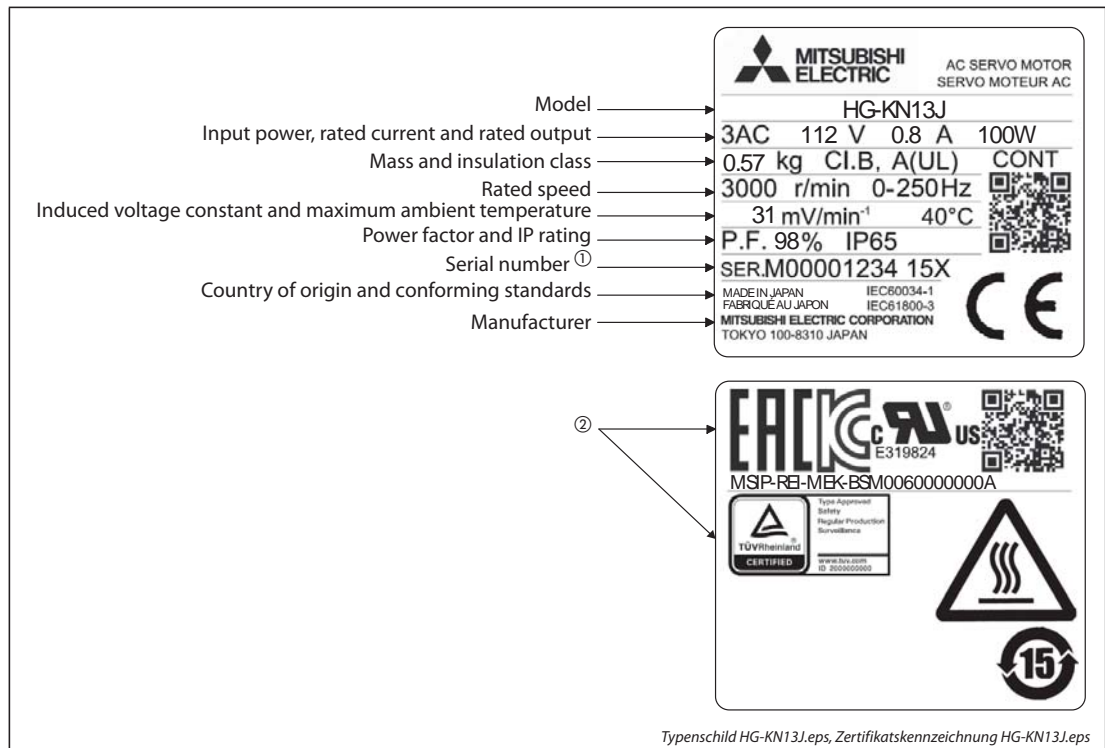 MITSUBISHI
ELECTRIC
AC SERVO MOTOR
SERVO MOTEUR AC
Model
HG-KN13J
Input power, rated current and rated output
3AC 112 V 0.8 A 100W
Mass and insulation class
0.57 kg CI.B, A(UL) CONT
Rated speed
3000 r/min 0-250Hz
Induced voltage constant and maximum ambient temperature
31 mV/min-1 40°C
Power factor and IP rating
P.F. 98% IP65
Serial number ①
SER.M00001234 15X
Country of origin and conforming standards
MADE IN JAPAN IEC60034-1
FABRIQUÉ AU JAPON IEC61800-3
CE
Manufacturer
MITSUBISHI ELECTRIC CORPORATION
TOKYO 100-8310 JAPAN
②
EAC
KC
c RU ® US
E319824
MSIP-REI-MEK-BSM0060000000A
TÜVRheinland ®
CERTIFIED
Type Approved
Safety
Regular Production
Surveillance
www.tuv.com
ID 2000000000
15
Typenschild HG-KN13J.eps, Zertifikatskennzeichnung HG-KN13J.eps